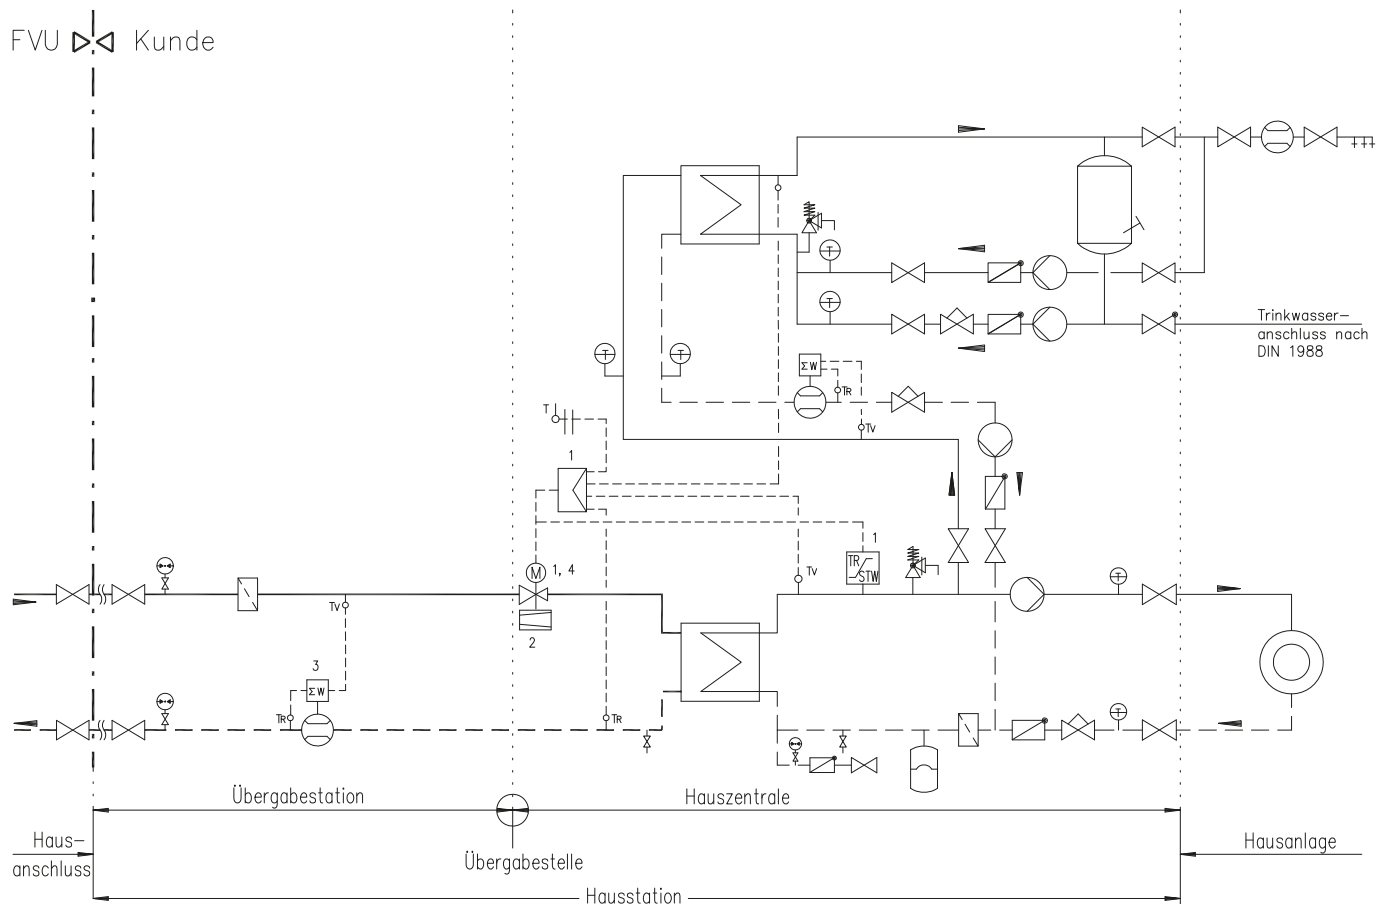 FVU Kunde
T
T
Trinkwasser-
anschluss nach
DIN 1988
T
T
ΣW
TR
T
TV
1
1
TR
STW
M
1, 4
TV
T
TV
2
3
ΣW
TR
TR
T
Übergabestation
Hauszentrale
Haus-
anschluss
Hausanlage
Übergabestelle
Hausstation